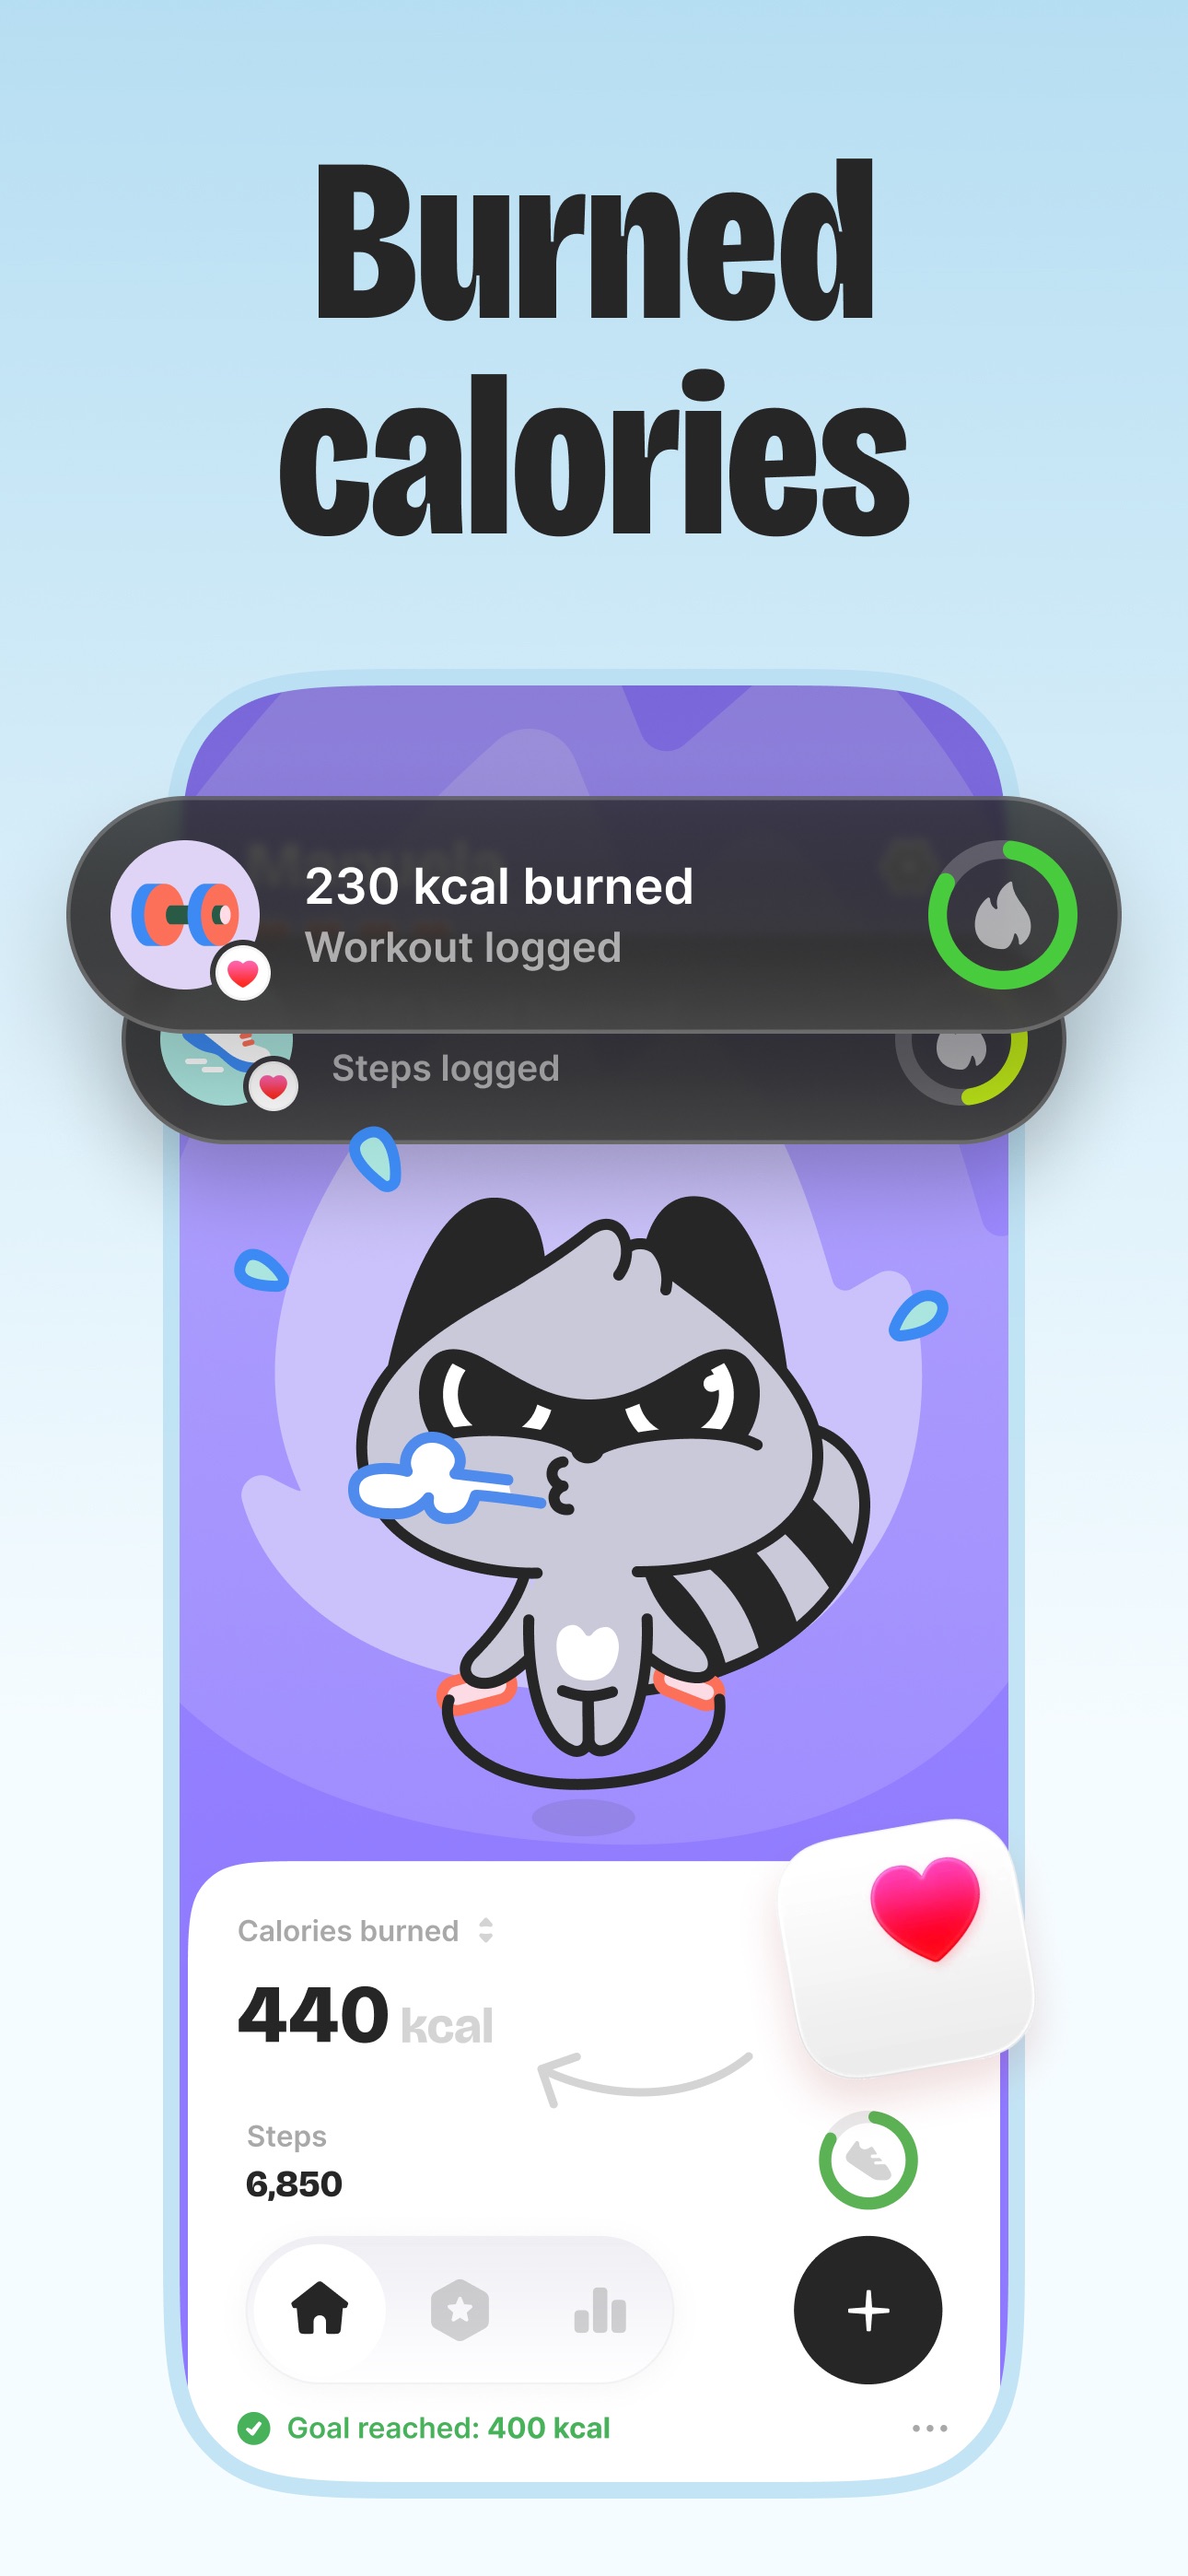 Burned
calories
230 kcal burned
Workout logged
Steps logged
Calories burned
440 kcal
Steps
6,850
Goal reached: 400 kcal